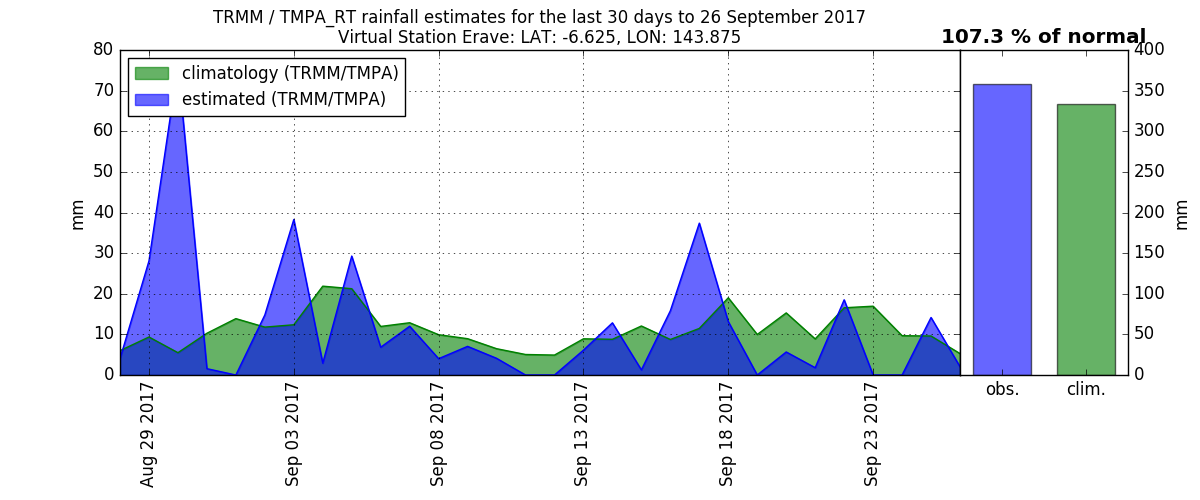 TRMM / TMPA_RT rainfall estimates for the last 30 days to 26 September 2017
Virtual Station Erave: LAT: -6.625, LON: 143.875
107.3 % of normal
climatology (TRMM/TMPA)
estimated (TRMM/TMPA)
80
70
60
50
40
30
20
10
0
mm
Aug 29 2017
Sep 03 2017
Sep 08 2017
Sep 13 2017
Sep 18 2017
Sep 23 2017
obs.
clim.
400
350
300
250
200
150
100
50
0
mm